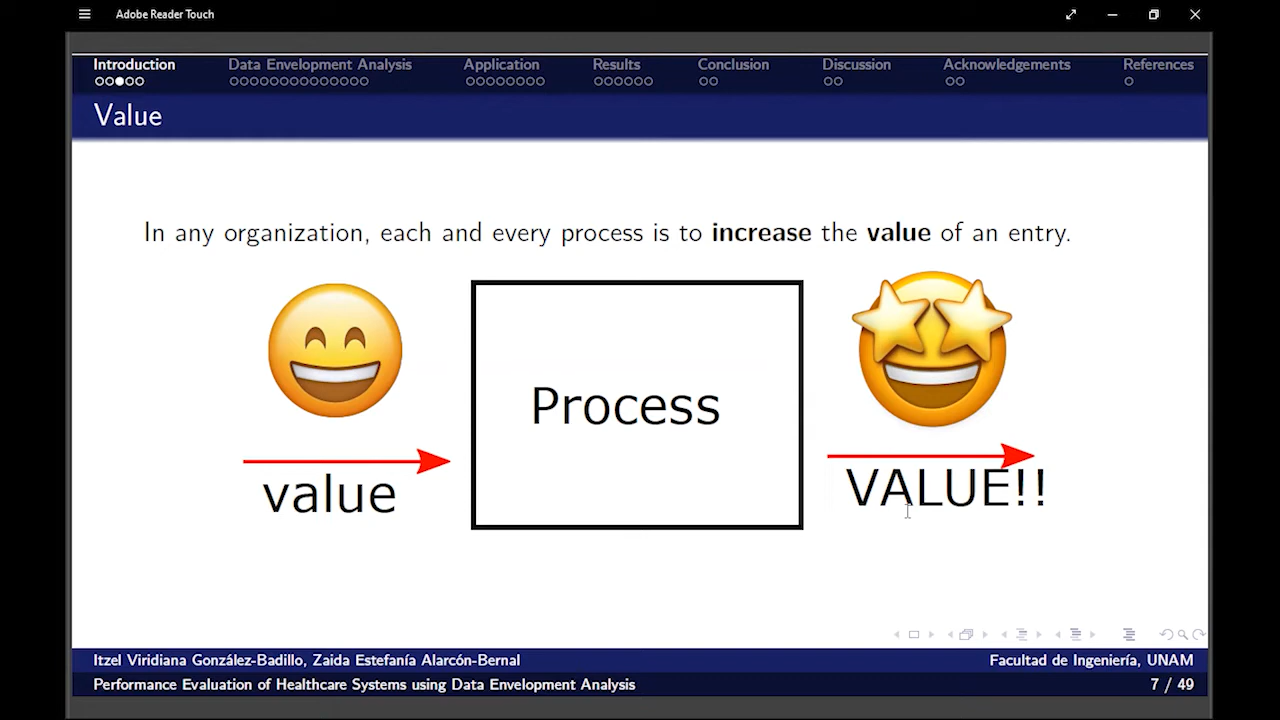 Adobe Reader Touch
Introduction Data Envelopment Analysis Application Results Conclusion Discussion Acknowledgements References
Value
In any organization, each and every process is to increase the value of an entry.
Process
value
VALUE!!
Itzel Viridiana González-Badillo, Zaida Estefanía Alarcón-Bernal Facultad de Ingeniería, UNAM
Performance Evaluation of Healthcare Systems using Data Envelopment Analysis 7 / 49